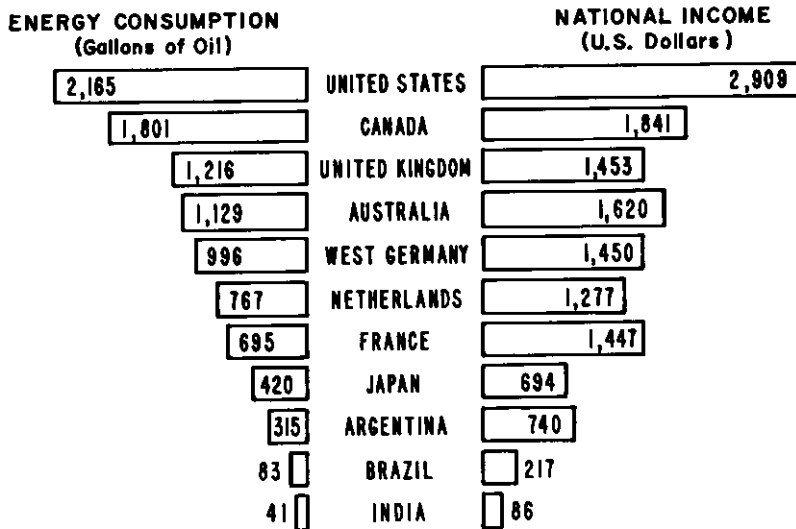 ENERGY CONSUMPTION
(Gallons of Oil)
NATIONAL INCOME
(U.S. Dollars)
2,165 UNITED STATES 2,909
1,801 CANADA 1,841
1,216 UNITED KINGDOM 1,453
1,129 AUSTRALIA 1,620
996 WEST GERMANY 1,450
767 NETHERLANDS 1,277
695 FRANCE 1,447
420 JAPAN 694
315 ARGENTINA 740
83 BRAZIL 217
41 INDIA 86